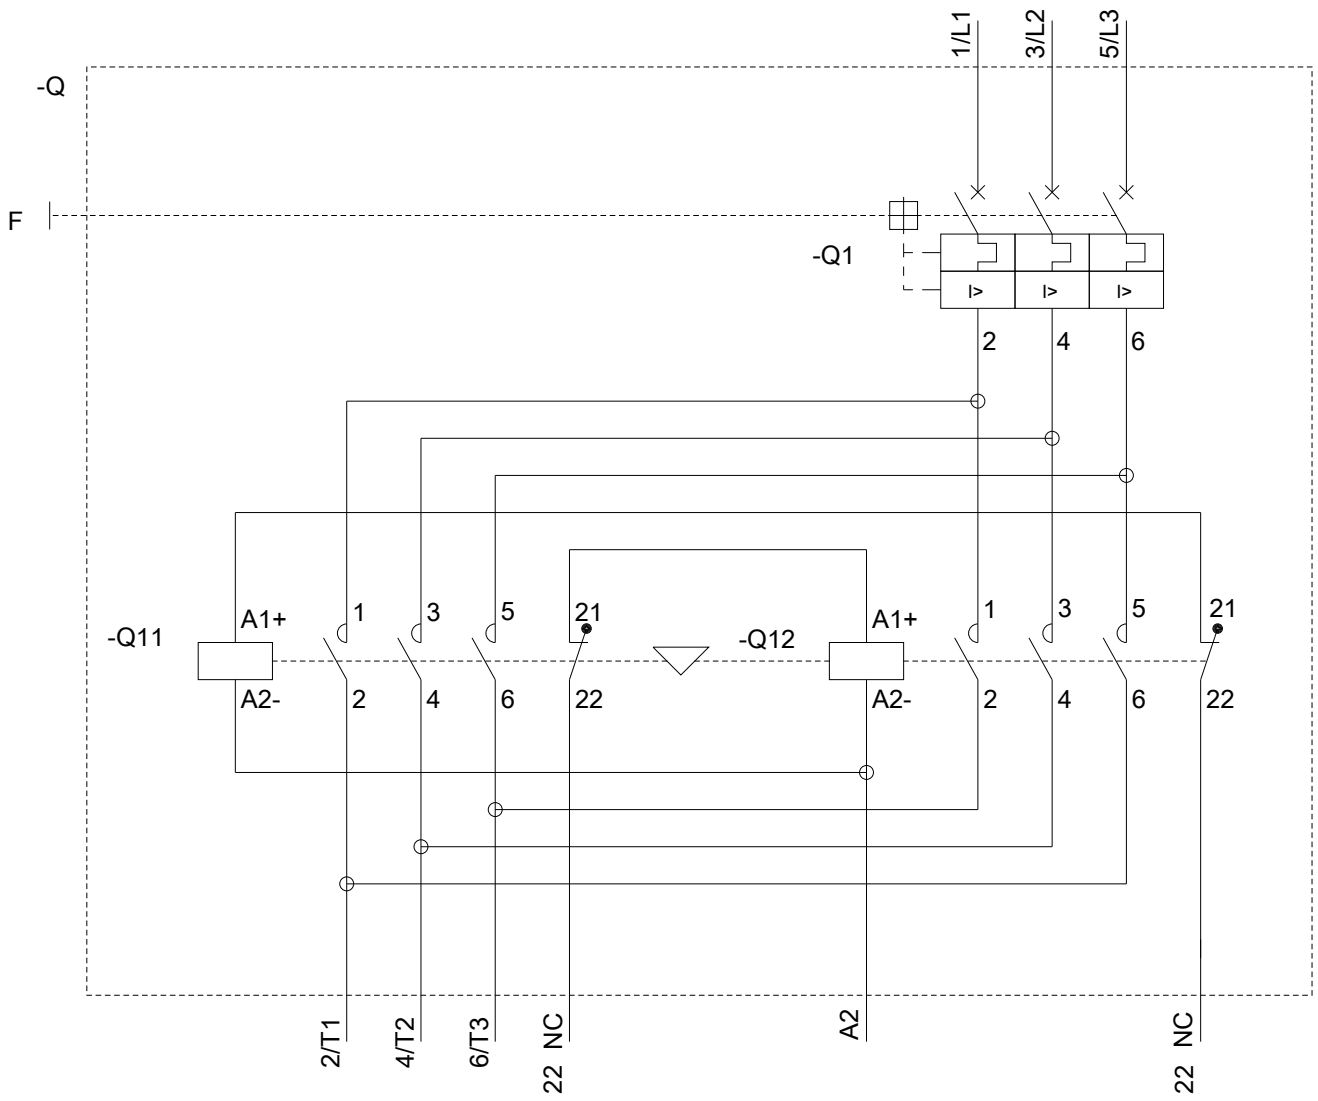 1/L1 3/L2 5/L3
-Q
F
-Q1
I> I> I>
2 4 6
A1+ 1 3 5 21 A1+ 1 3 5 21
-Q11 -Q12
A2- 2 4 6 22 A2- 2 4 6 22
2/T1 4/T2 6/T3 22 NC A2 22 NC